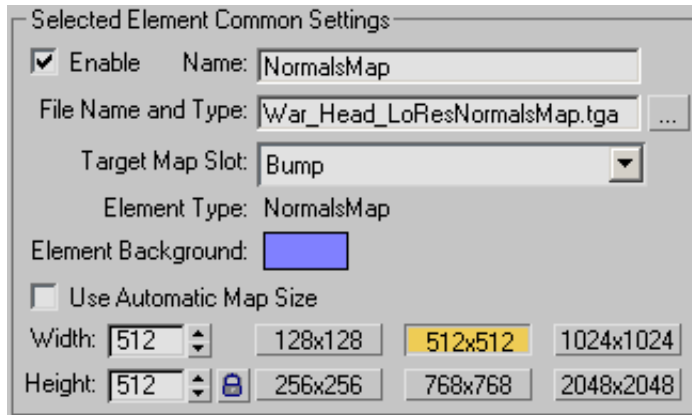 Selected Element Common Settings
Enable Name: NormalsMap
File Name and Type: War_Head_LoResNormalsMap.tga ...
Target Map Slot: Bump
Element Type: NormalsMap
Element Background:
Use Automatic Map Size
Width: 512 128x128 512x512 1024x1024
Height: 512 256x256 768x768 2048x2048